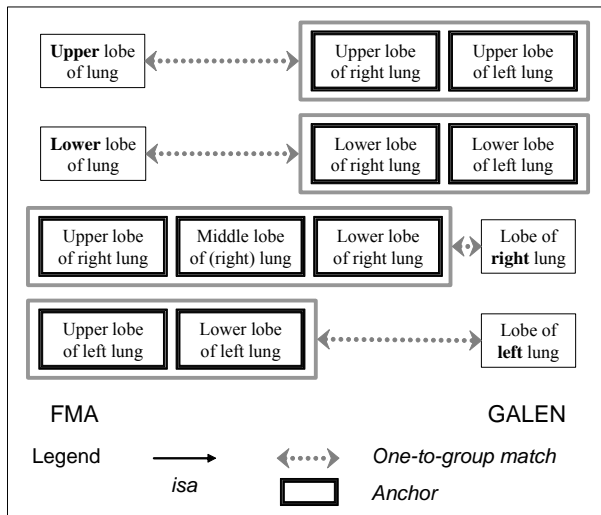 Upper lobe
of lung
Upper lobe
of right lung
Upper lobe
of left lung
Lower lobe
of lung
Lower lobe
of right lung
Lower lobe
of left lung
Upper lobe
of right lung
Middle lobe
of (right) lung
Lower lobe
of right lung
Lobe of
right lung
Upper lobe
of left lung
Lower lobe
of left lung
Lobe of
left lung
FMA
GALEN
Legend
isa
One-to-group match
Anchor